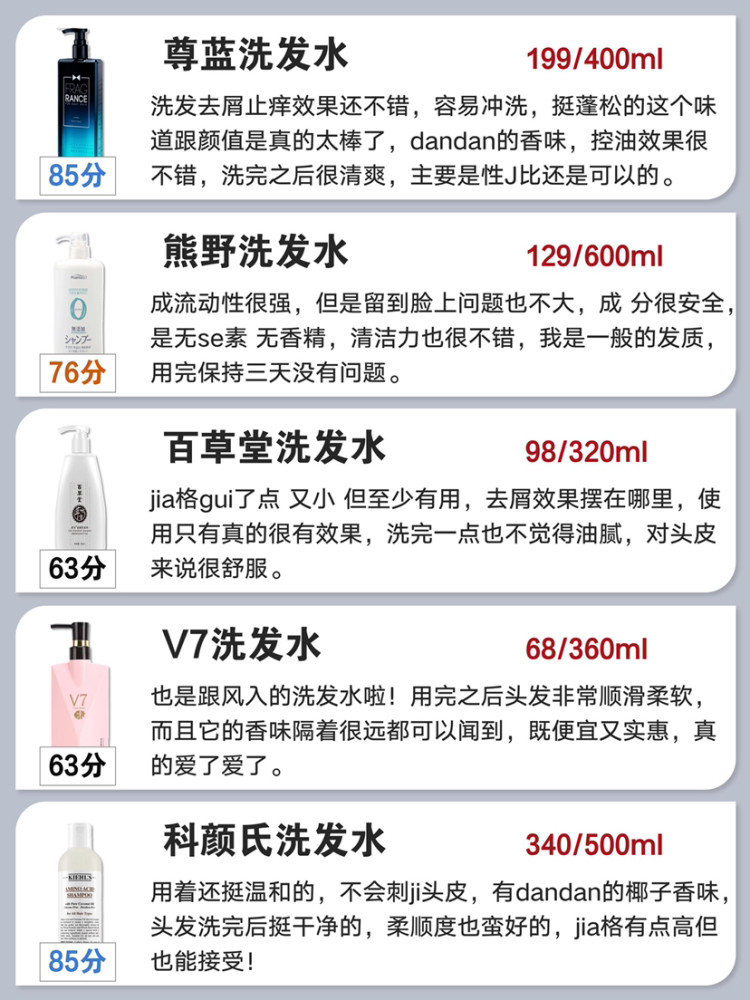 尊蓝洗发水
199/400ml
FRAG
RANCE
85分
洗发去屑止痒效果还不错，容易冲洗，挺蓬松的这个味
道跟颜值是真的太棒了，dandan的香味，控油效果很
不错，洗完之后很清爽，主要是性J比还是可以的。
熊野洗发水
129/600ml
0
無添加
シャンプー
76分
成流动性很强，但是留到脸上问题也不大，成 分很安全，
是无se素 无香精，清洁力也很不错，我是一般的发质，
用完保持三天没有问题。
百草堂洗发水
98/320ml
百草堂
63分
jia格gui了点 又小 但至少有用，去屑效果摆在哪里，使
用只有真的很有效果，洗完一点也不觉得油腻，对头皮
来说很舒服。
V7洗发水
68/360ml
V7
63分
也是跟风入的洗发水啦！用完之后头发非常顺滑柔软，
而且它的香味隔着很远都可以闻到，既便宜又实惠，真
的爱了爱了。
科颜氏洗发水
340/500ml
KIEHL'S
AMINO ACID
SHAMPOO
85分
用着还挺温和的，不会刺ji头皮，有dandan的椰子香味，
头发洗完后挺干净的，柔顺度也蛮好的，jia格有点高但
也能接受！